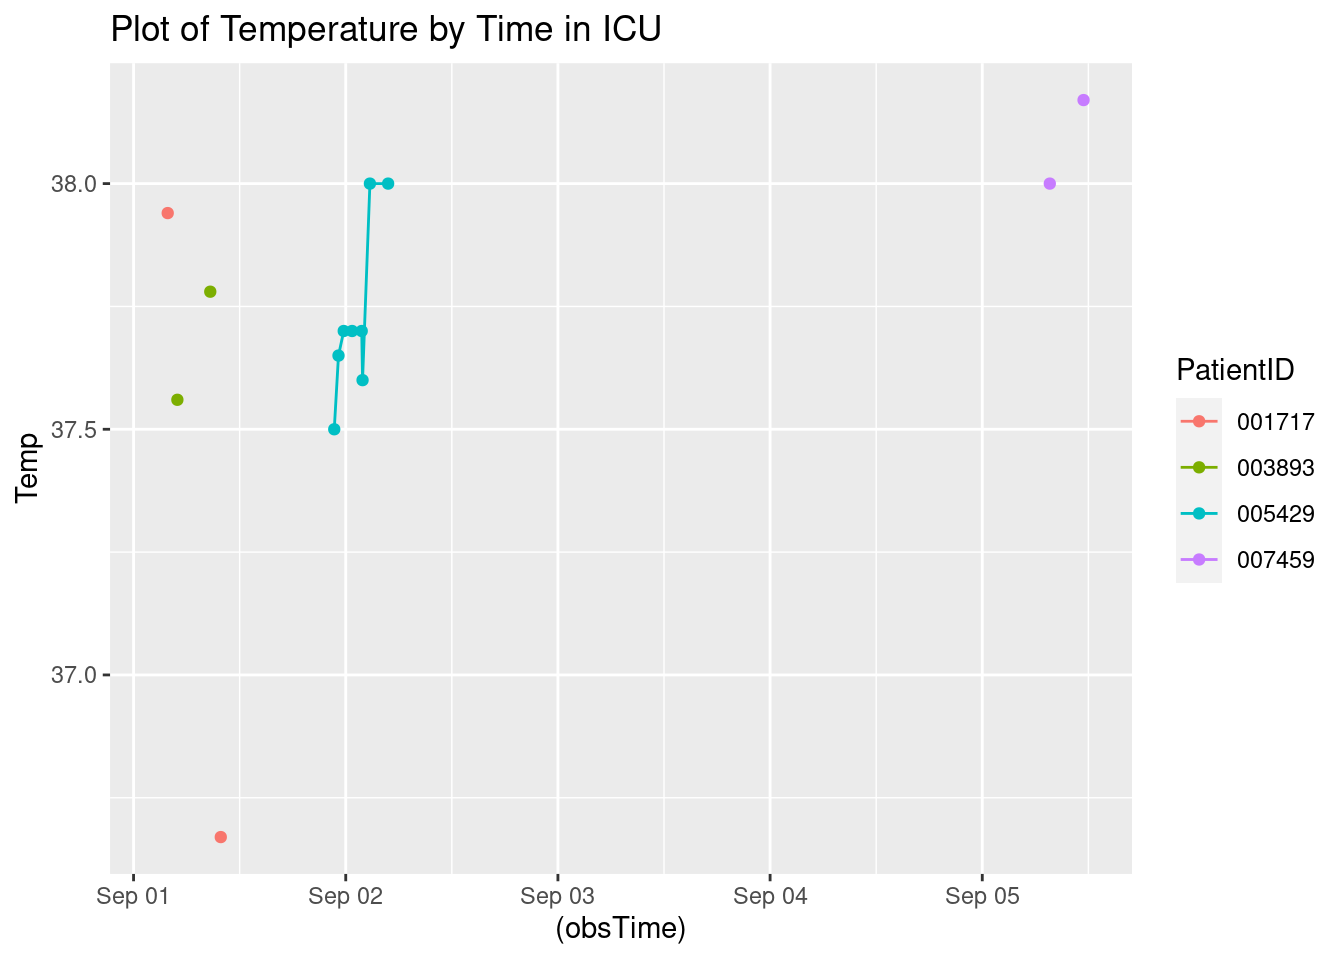 Plot of Temperature by Time in ICU
Temp
38.0
37.5
37.0
Sep 01
Sep 02
Sep 03
Sep 04
Sep 05
(obsTime)
PatientID
001717
003893
005429
007459